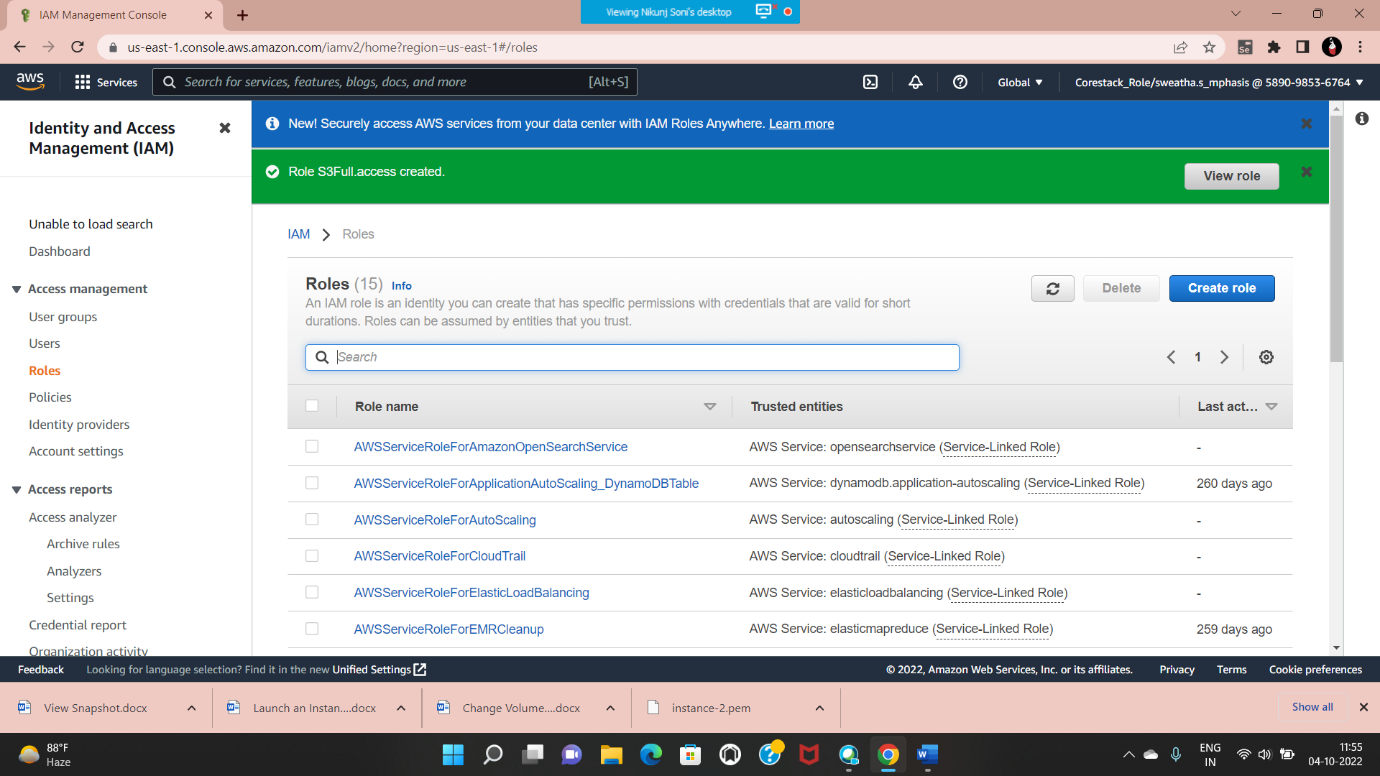 IAM Management Console
Viewing Nikunj Soni's desktop
us-east-1.console.aws.amazon.com/iamv2/home?region=us-east-1#/roles
aws
Services
Search for services, features, blogs, docs, and more
[Alt+S]
Global
Corestack_Role/sweatha.s_mphasis @ 5890-9853-6764
Identity and Access
Management (IAM)
Unable to load search
Dashboard
Access management
User groups
Users
Roles
Policies
Identity providers
Account settings
Access reports
Access analyzer
Archive rules
Analyzers
Settings
Credential report
Organization activity
New! Securely access AWS services from your data center with IAM Roles Anywhere. Learn more
Role S3Full.access created.
View role
IAM > Roles
Roles (15) Info
An IAM role is an identity you can create that has specific permissions with credentials that are valid for short
durations. Roles can be assumed by entities that you trust.
Delete
Create role
Search
1
Role name Trusted entities Last act...
AWSServiceRoleForAmazonOpenSearchService AWS Service: opensearchservice (Service-Linked Role) -
AWSServiceRoleForApplicationAutoScaling_DynamoDBTable AWS Service: dynamodb.application-autoscaling (Service-Linked Role) 260 days ago
AWSServiceRoleForAutoScaling AWS Service: autoscaling (Service-Linked Role) -
AWSServiceRoleForCloudTrail AWS Service: cloudtrail (Service-Linked Role) -
AWSServiceRoleForElasticLoadBalancing AWS Service: elasticloadbalancing (Service-Linked Role) -
AWSServiceRoleForEMRCleanup AWS Service: elasticmapreduce (Service-Linked Role) 259 days ago
Feedback
Looking for language selection? Find it in the new Unified Settings
© 2022, Amazon Web Services, Inc. or its affiliates.
Privacy
Terms
Cookie preferences
View Snapshot.docx
Launch an Instan....docx
Change Volume....docx
instance-2.pem
Show all
88°F
Haze
ENG
IN
11:55
04-10-2022